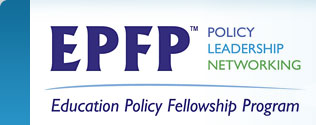 EPFP™ POLICY
LEADERSHIP
NETWORKING
Education Policy Fellowship Program